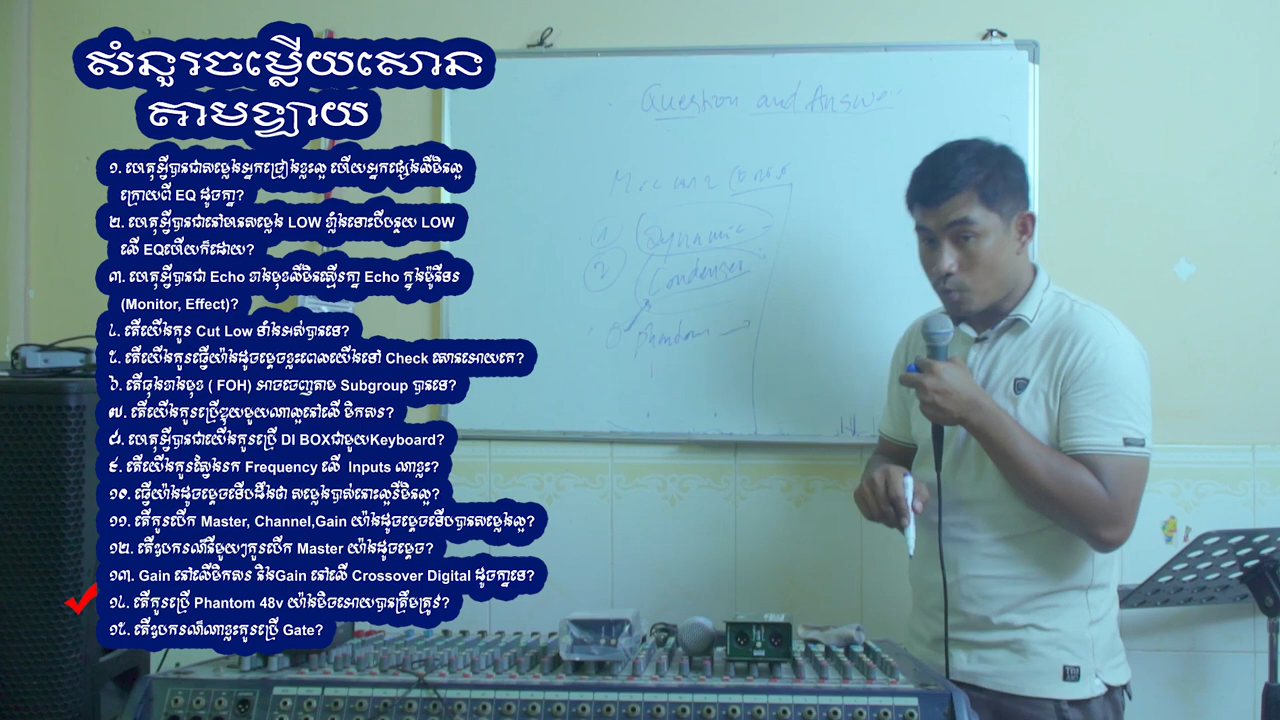 សំនួរចម្លើយសោន
តាមឡាយ
១. ហេតុអ្វីបានជាសម្លេងអ្នកច្រៀងខ្លះល្អ ហើយអ្នកផ្សេងលឺមិនល្អ
ក្រោយពី EQ ដូចគ្នា?
២. ហេតុអ្វីបានជានៅមានសម្លេង LOW ខ្លាំងទោះបីបន្ថយ LOW
លើ EQហើយក៏ដោយ?
៣. ហេតុអ្វីបានជា Echo ខាងមុខលឺមិនស្មើរគ្នា Echo ក្នុងម៉ូនីទ័រ
(Monitor, Effect)?
៤. តើយើងគួរ Cut Low ទាំងអស់បានទេ?
៥. តើយើងគួរធ្វើយ៉ាងដូចម្តេចខ្លះពេលយើងទៅ Check សោនអោយគេ?
៦. តើធុងខាងមុខ ( FOH) អាចចេញតាម Subgroup បានទេ?
៧. តើយើងគួរប្រើឌុយមួយណាល្អនៅលើ មិកសរ?
៨. ហេតុអ្វីបានជាយើងគួរប្រើ DI BOXជាមួយKeyboard?
៩. តើយើងគួរស្វែងរក Frequency លើ Inputs ណាខ្លះ?
១០. ធ្វើយ៉ាងដូចម្តេចទើបដឹងថា សម្លេងបាស់នោះល្អរឺមិនល្អ?
១១. តើគួរបើក Master, Channel,Gain យ៉ាងដូចម្តេចទើបបានសម្លេងល្អ?
១២. តើឧបករណ៍នីមួយៗគួរបើក Master យ៉ាងដូចម្តេច?
១៣. Gain នៅលើមិកសរ និងGain នៅលើ Crossover Digital ដូចគ្នាទេ?
១៤. តើគួរប្រើ Phantom 48v យ៉ាងមិចអោយបានត្រឹមត្រូវ?
១៥. តើឧបករណ៍ណាខ្លះគួរប្រើ Gate?
Question and Answer
1 Dynamic
2 Condenser
Phantom